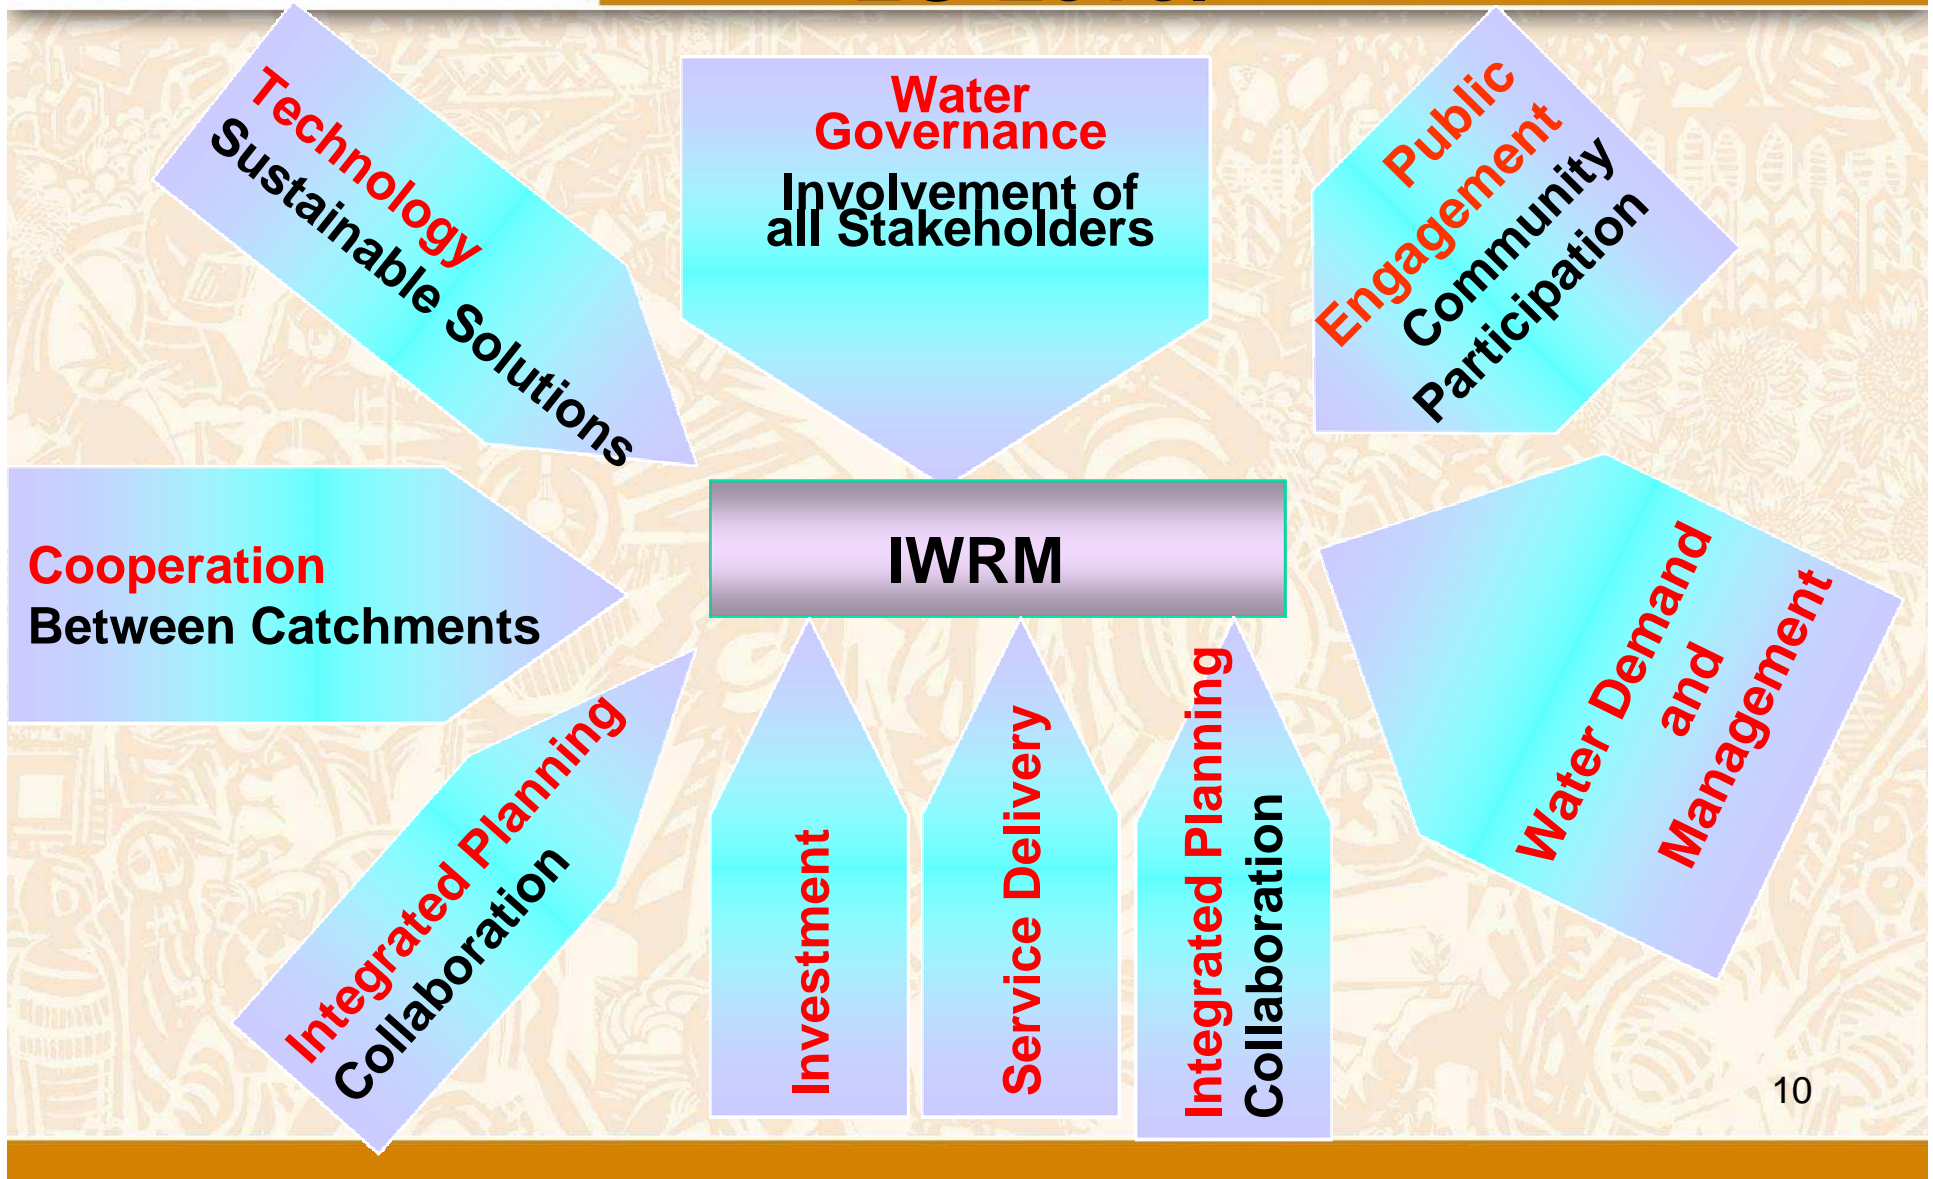 Technology
Sustainable Solutions
Water
Governance
Involvement of
all Stakeholders
Public
Engagement
Community
Participation
Cooperation
Between Catchments
IWRM
Water Demand
and
Management
Integrated Planning
Collaboration
Investment
Service Delivery
Integrated Planning
Collaboration
10